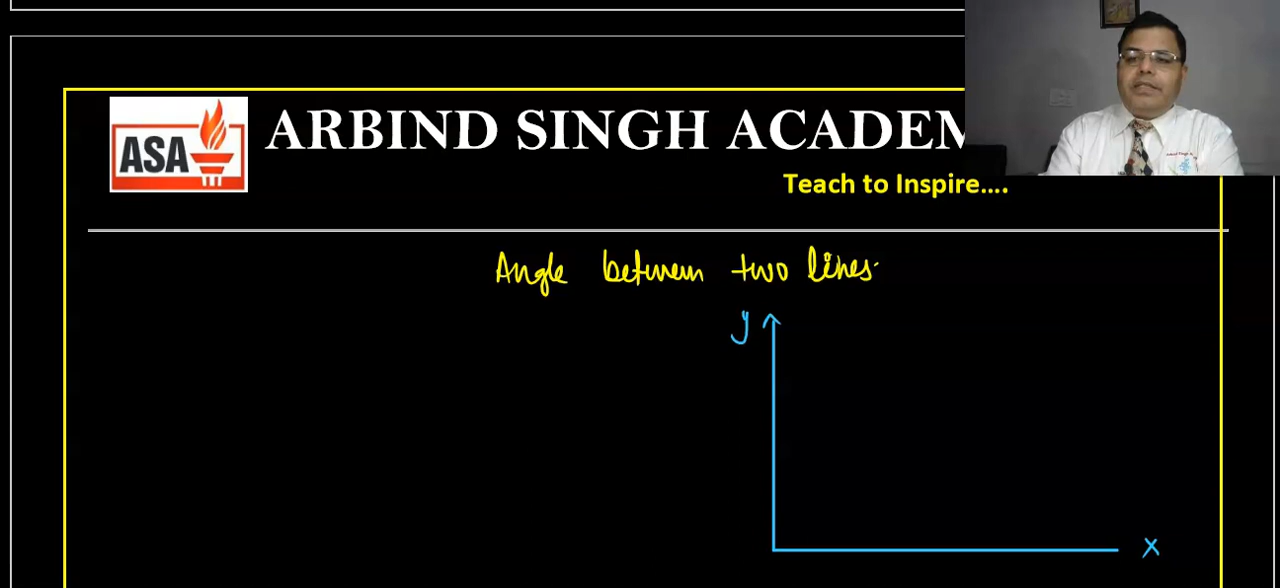 ASA
ARBIND SINGH ACADEM
Teach to Inspire....
Angle between two lines.
y
x